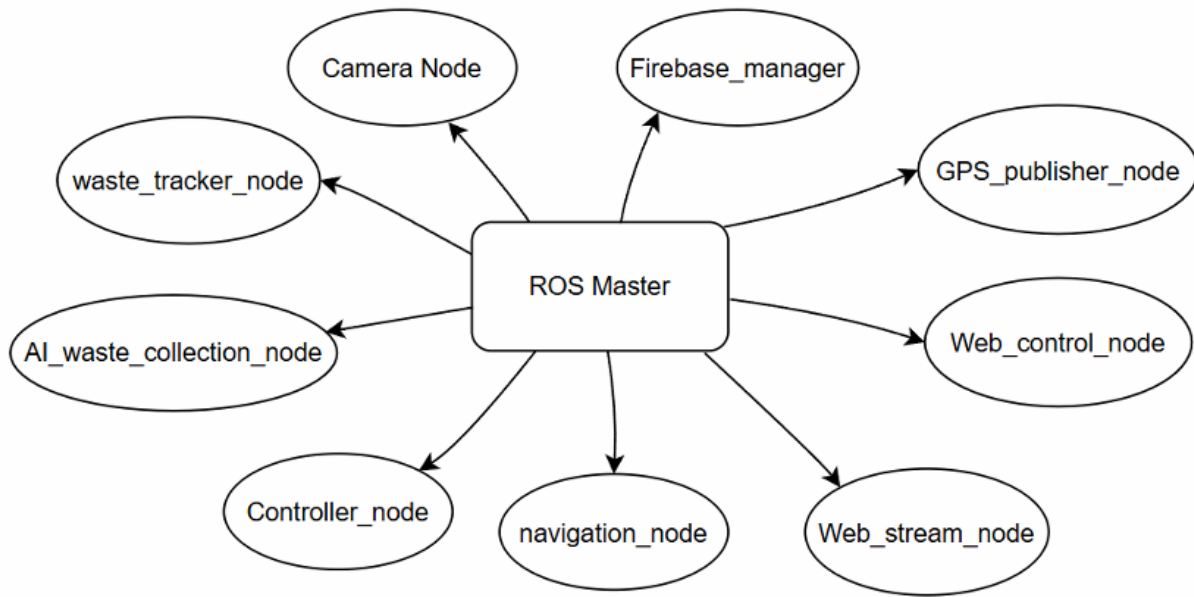 Camera Node
Firebase_manager
waste_tracker_node
GPS_publisher_node
ROS Master
AI_waste_collection_node
Web_control_node
Controller_node
navigation_node
Web_stream_node